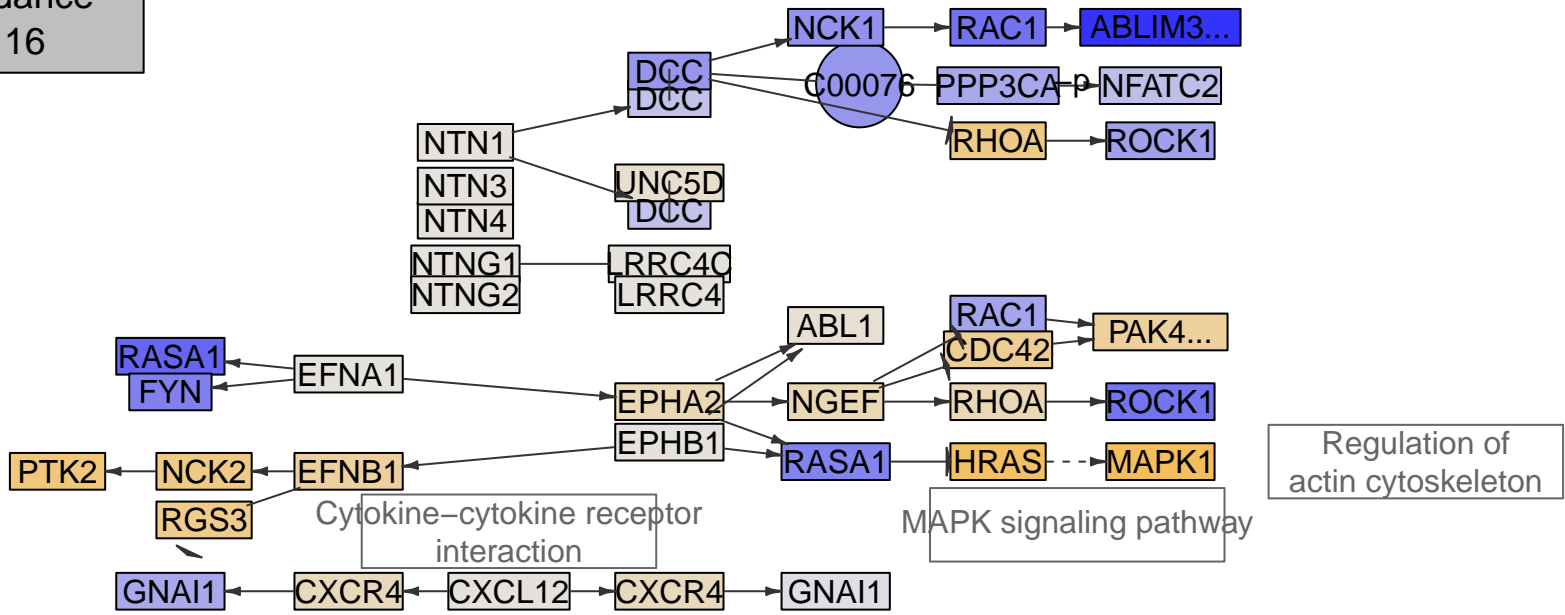 16
NCK1
RAC1
ABLIM3...
DCC
DCC
C00076
PPP3CA
+p
NFATC2
NTN1
RHOA
ROCK1
NTN3
UNC5D
NTN4
DCC
NTNG1
LRRC4C
NTNG2
LRRC4
ABL1
RAC1
PAK4...
CDC42
RASA1
EFNA1
FYN
EPHA2
NGEF
RHOA
ROCK1
EPHB1
PTK2
NCK2
EFNB1
RASA1
HRAS
MAPK1
Regulation of
actin cytoskeleton
RGS3
Cytokine–cytokine receptor
interaction
MAPK signaling pathway
GNAI1
CXCR4
CXCL12
CXCR4
GNAI1